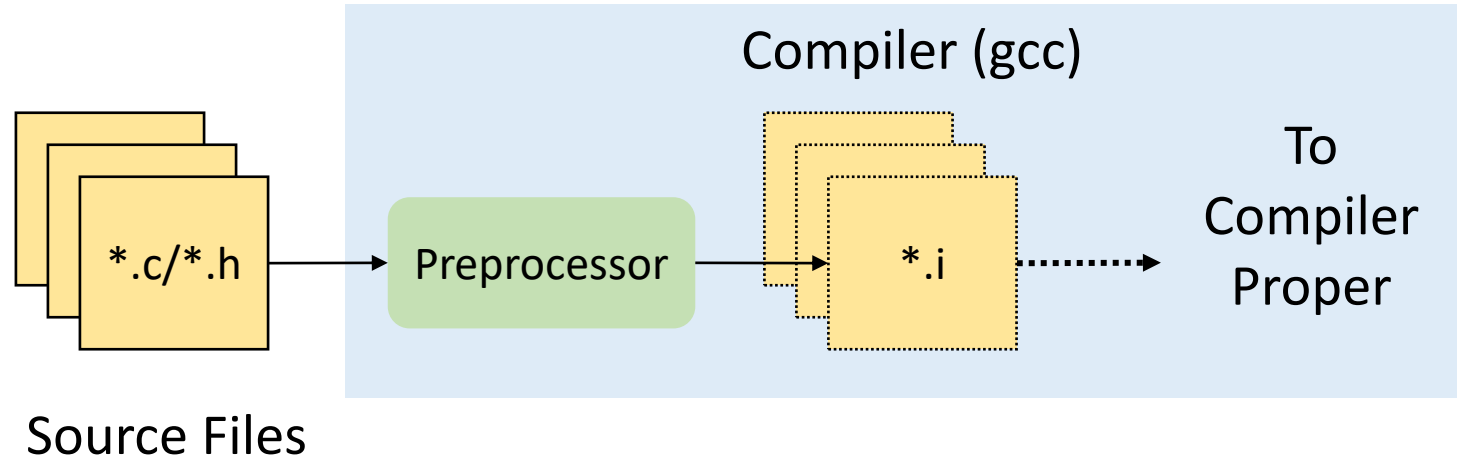 Compiler (gcc)
*.c/*.h
Preprocessor
*.i
To
Compiler
Proper
Source Files